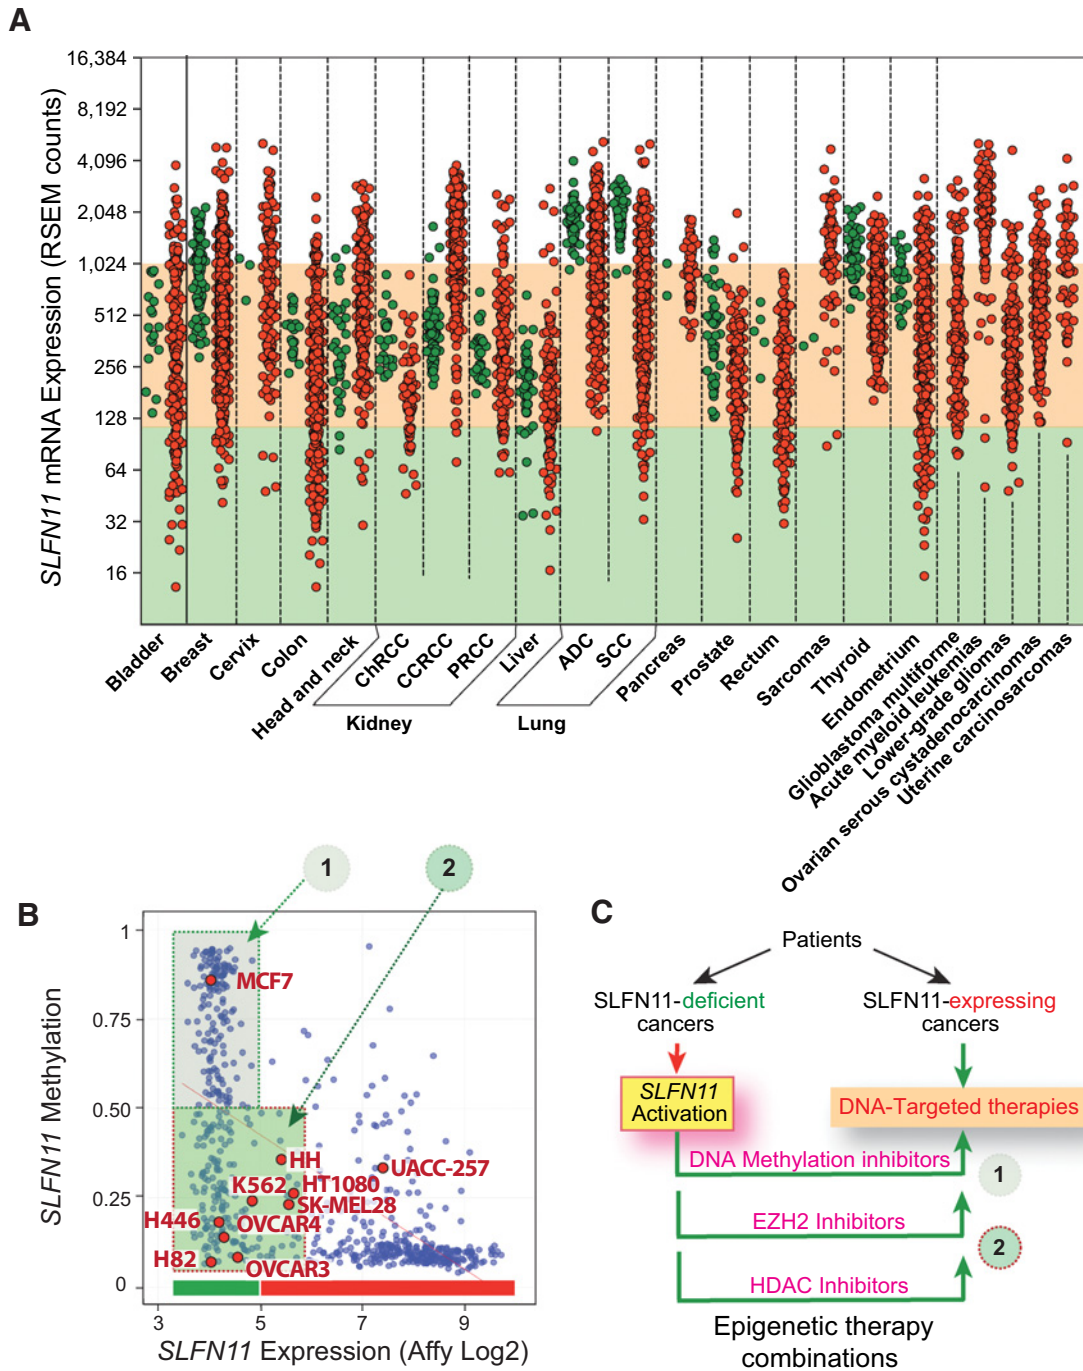 A
SLFN11 mRNA Expression (RSEM counts)
16,384
8,192
4,096
2,048
1,024
512
256
128
64
32
16
Bladder
Breast
Cervix
Colon
Head and neck
ChRCC
CCRCC
PRCC
Liver
ADC
SCC
Pancreas
Prostate
Rectum
Sarcomas
Thyroid
Endometrium
Glioblastoma multiforme
Acute myeloid leukemias
Lower-grade gliomas
Ovarian serous cystadenocarcinomas
Uterine carcinosarcomas
Kidney
Lung
B
1
2
SLFN11 Methylation
1
0.75
0.50
0.25
0
MCF7
HH
UACC-257
K562
HT1080
SK-MEL28
H446
OVCAR4
H82
OVCAR3
3
5
7
9
SLFN11 Expression (Affy Log2)
C
Patients
SLFN11-deficient
cancers
SLFN11-expressing
cancers
SLFN11
Activation
DNA-Targeted therapies
DNA Methylation inhibitors
1
EZH2 Inhibitors
2
HDAC Inhibitors
Epigenetic therapy
combinations